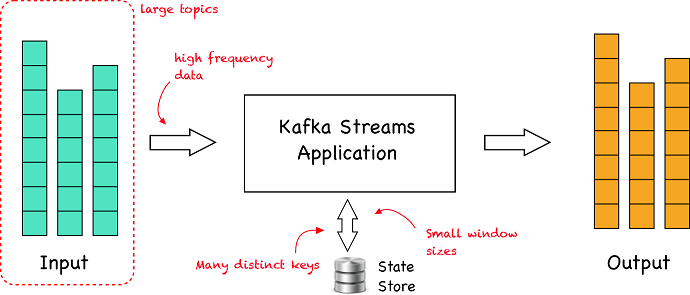 large topics
high frequency
data
Kafka Streams
Application
Small window
sizes
Many distinct keys
Input
State
Store
Output